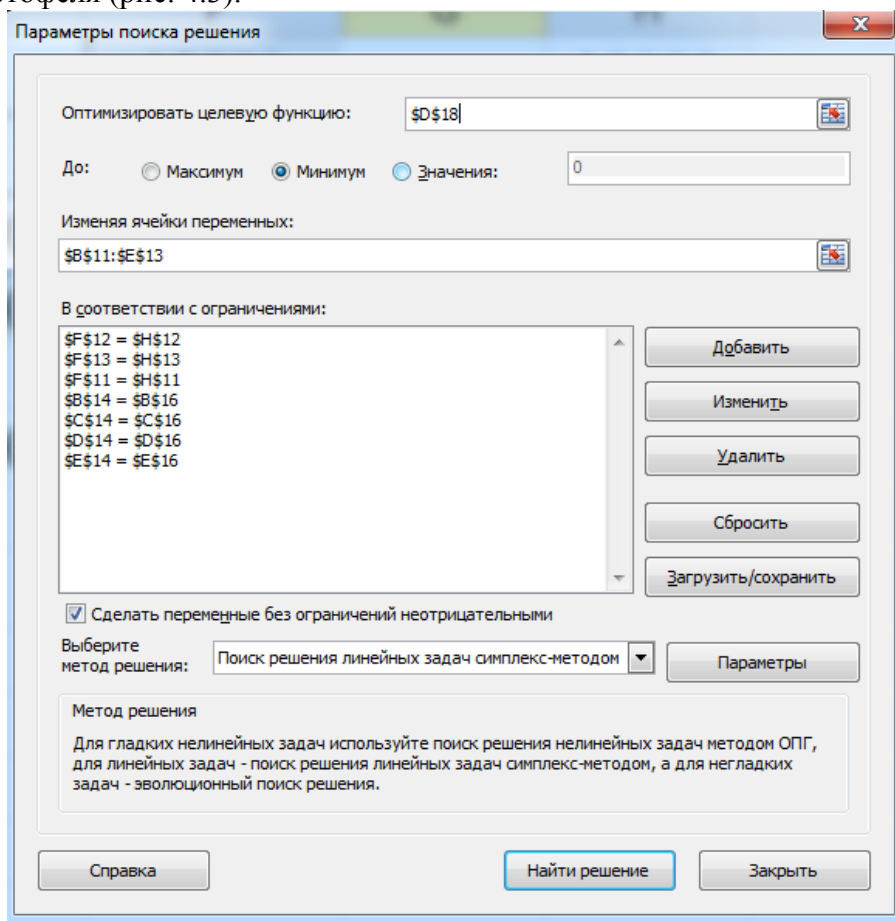 (рис. 4.5).
Параметры поиска решения
Оптимизировать целевую функцию:
$D$18
До:
Максимум
Минимум
Значения:
0
Изменяя ячейки переменных:
$B$11:$E$13
В соответствии с ограничениями:
$F$12 = $H$12
$F$13 = $H$13
$F$11 = $H$11
$B$14 = $B$16
$C$14 = $C$16
$D$14 = $D$16
$E$14 = $E$16
Добавить
Изменить
Удалить
Сбросить
Загрузить/сохранить
Сделать переменные без ограничений неотрицательными
Выберите
метод решения:
Поиск решения линейных задач симплекс-методом
Параметры
Метод решения
Для гладких нелинейных задач используйте поиск решения нелинейных задач методом ОПГ,
для линейных задач - поиск решения линейных задач симплекс-методом, а для негладких
задач - эволюционный поиск решения.
Справка
Найти решение
Закрыть